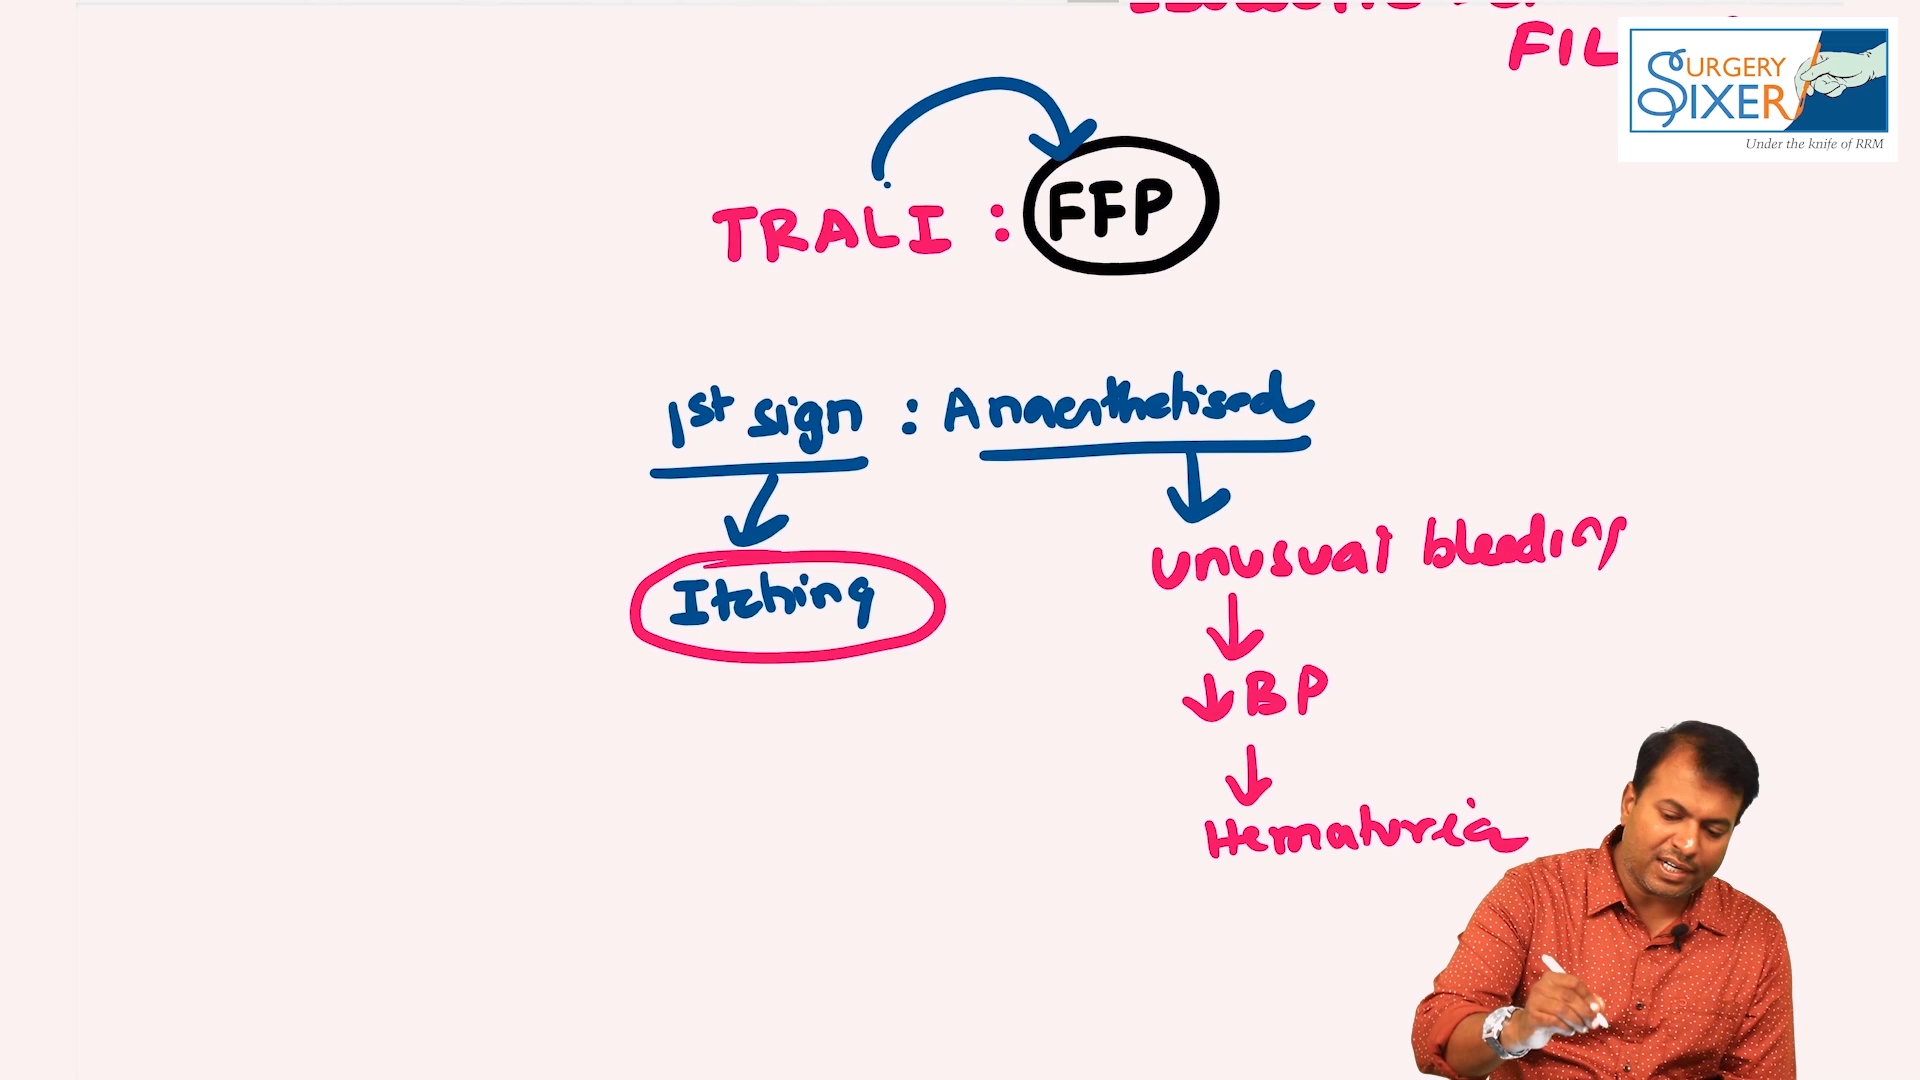 FIL
SURGERY
SIXER
Under the knife of RRM
TRALI : FFP
1st sign : Anaesthetised
Itching
Unusual bleeding
↓
↓BP
↓
Hematuria